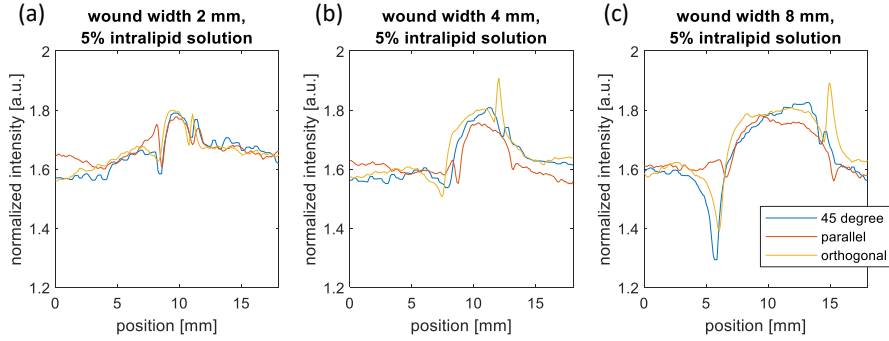 (a)
wound width 2 mm,
5% intralipid solution
normalized intensity [a.u.]
2
1.8
1.6
1.4
1.2
0
5
10
15
position [mm]
(b)
wound width 4 mm,
5% intralipid solution
normalized intensity [a.u.]
2
1.8
1.6
1.4
1.2
0
5
10
15
position [mm]
(c)
wound width 8 mm,
5% intralipid solution
normalized intensity [a.u.]
2
1.8
1.6
1.4
1.2
0
5
10
15
position [mm]
45 degree
parallel
orthogonal